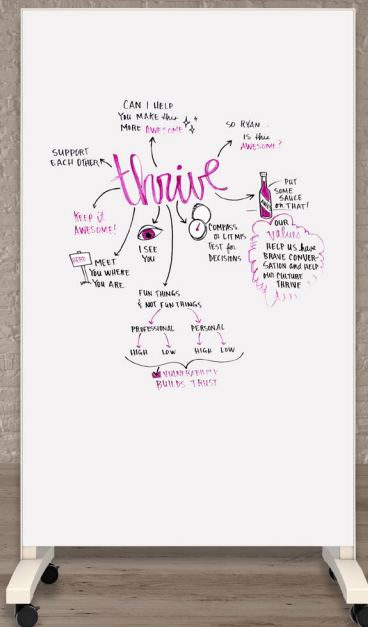 CAN I HELP
YOU MAKE this
MORE AWESOME
SO RYAN..
IS this
AWESOME?
SUPPORT
EACH OTHER
thrive
PUT
SOME
SAUCE
ON THAT!
KEEP it
AWESOME!
HERE
MEET
YOU WHERE
YOU ARE
I SEE
YOU
COMPASS
OR LITMUS
TEST for
DECISIONS
OUR
values
HELP US have
BRAVE CONVER-
SATION and HELP
our CULTURE
THRIVE
FUN THINGS
& NOT FUN THINGS
PROFESSIONAL
PERSONAL
HIGH LOW
HIGH LOW
VULNERABILITY
BUILDS TRUST